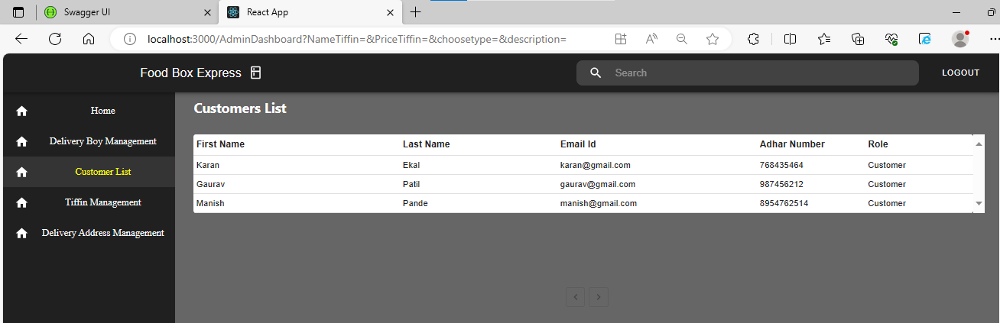 Swagger UI
React App
localhost:3000/AdminDashboard?NameTiffin=&PriceTiffin=&choosetype=&description=
Food Box Express
Search
LOGOUT
Home
Delivery Boy Management
Customer List
Tiffin Management
Delivery Address Management
Customers List
First Name Last Name Email Id Adhar Number Role
Karan Ekal karan@gmail.com 768435464 Customer
Gaurav Patil gaurav@gmail.com 987456212 Customer
Manish Pande manish@gmail.com 8954762514 Customer